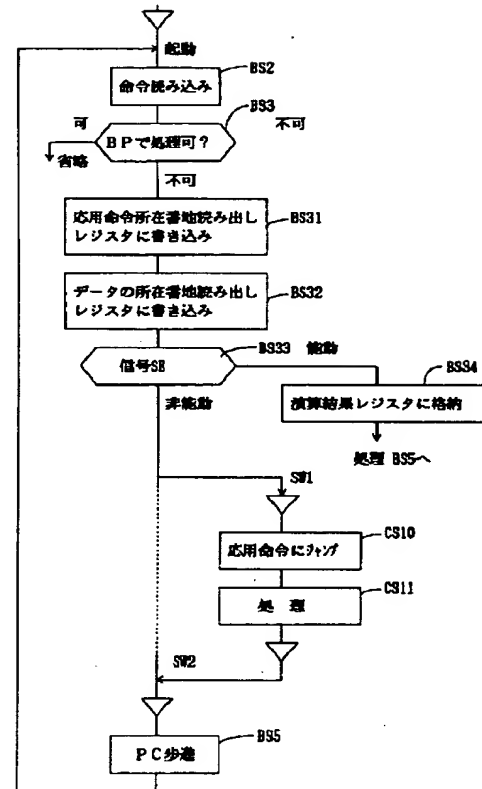 起動
BS2
命令読み込み
BS3
可
不可
BPで処理可?
省略
不可
応用命令所在番地読み出し
レジスタに書き込み
BS31
データの所在番地読み出し
レジスタに書き込み
BS32
BS33
能動
信号SE
BS34
非能動
演算結果レジスタに格納
処理 BS5へ
SW1
CS10
応用命令にジャンプ
CS11
処 理
SW2
BS5
PC歩進